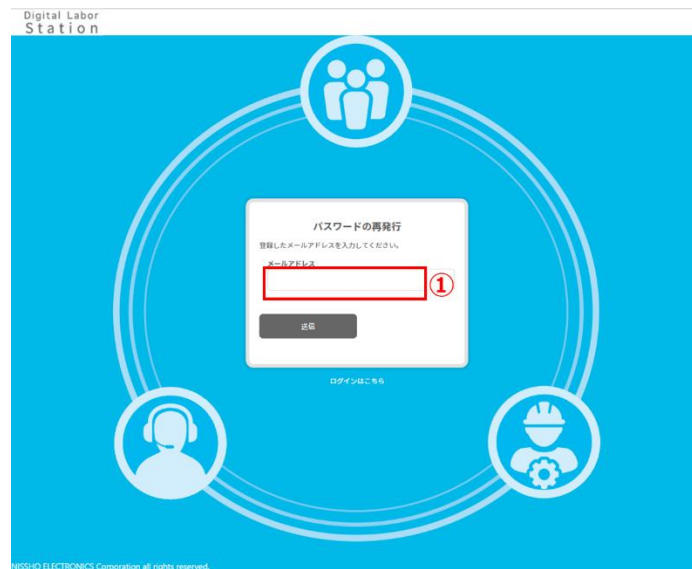 Digital Labor
Station
パスワードの再発行
登録したメールアドレスを入力してください。
メールアドレス
①
送信
ログインはこちら
NISSHO ELECTRONICS Corporation all rights reserved.